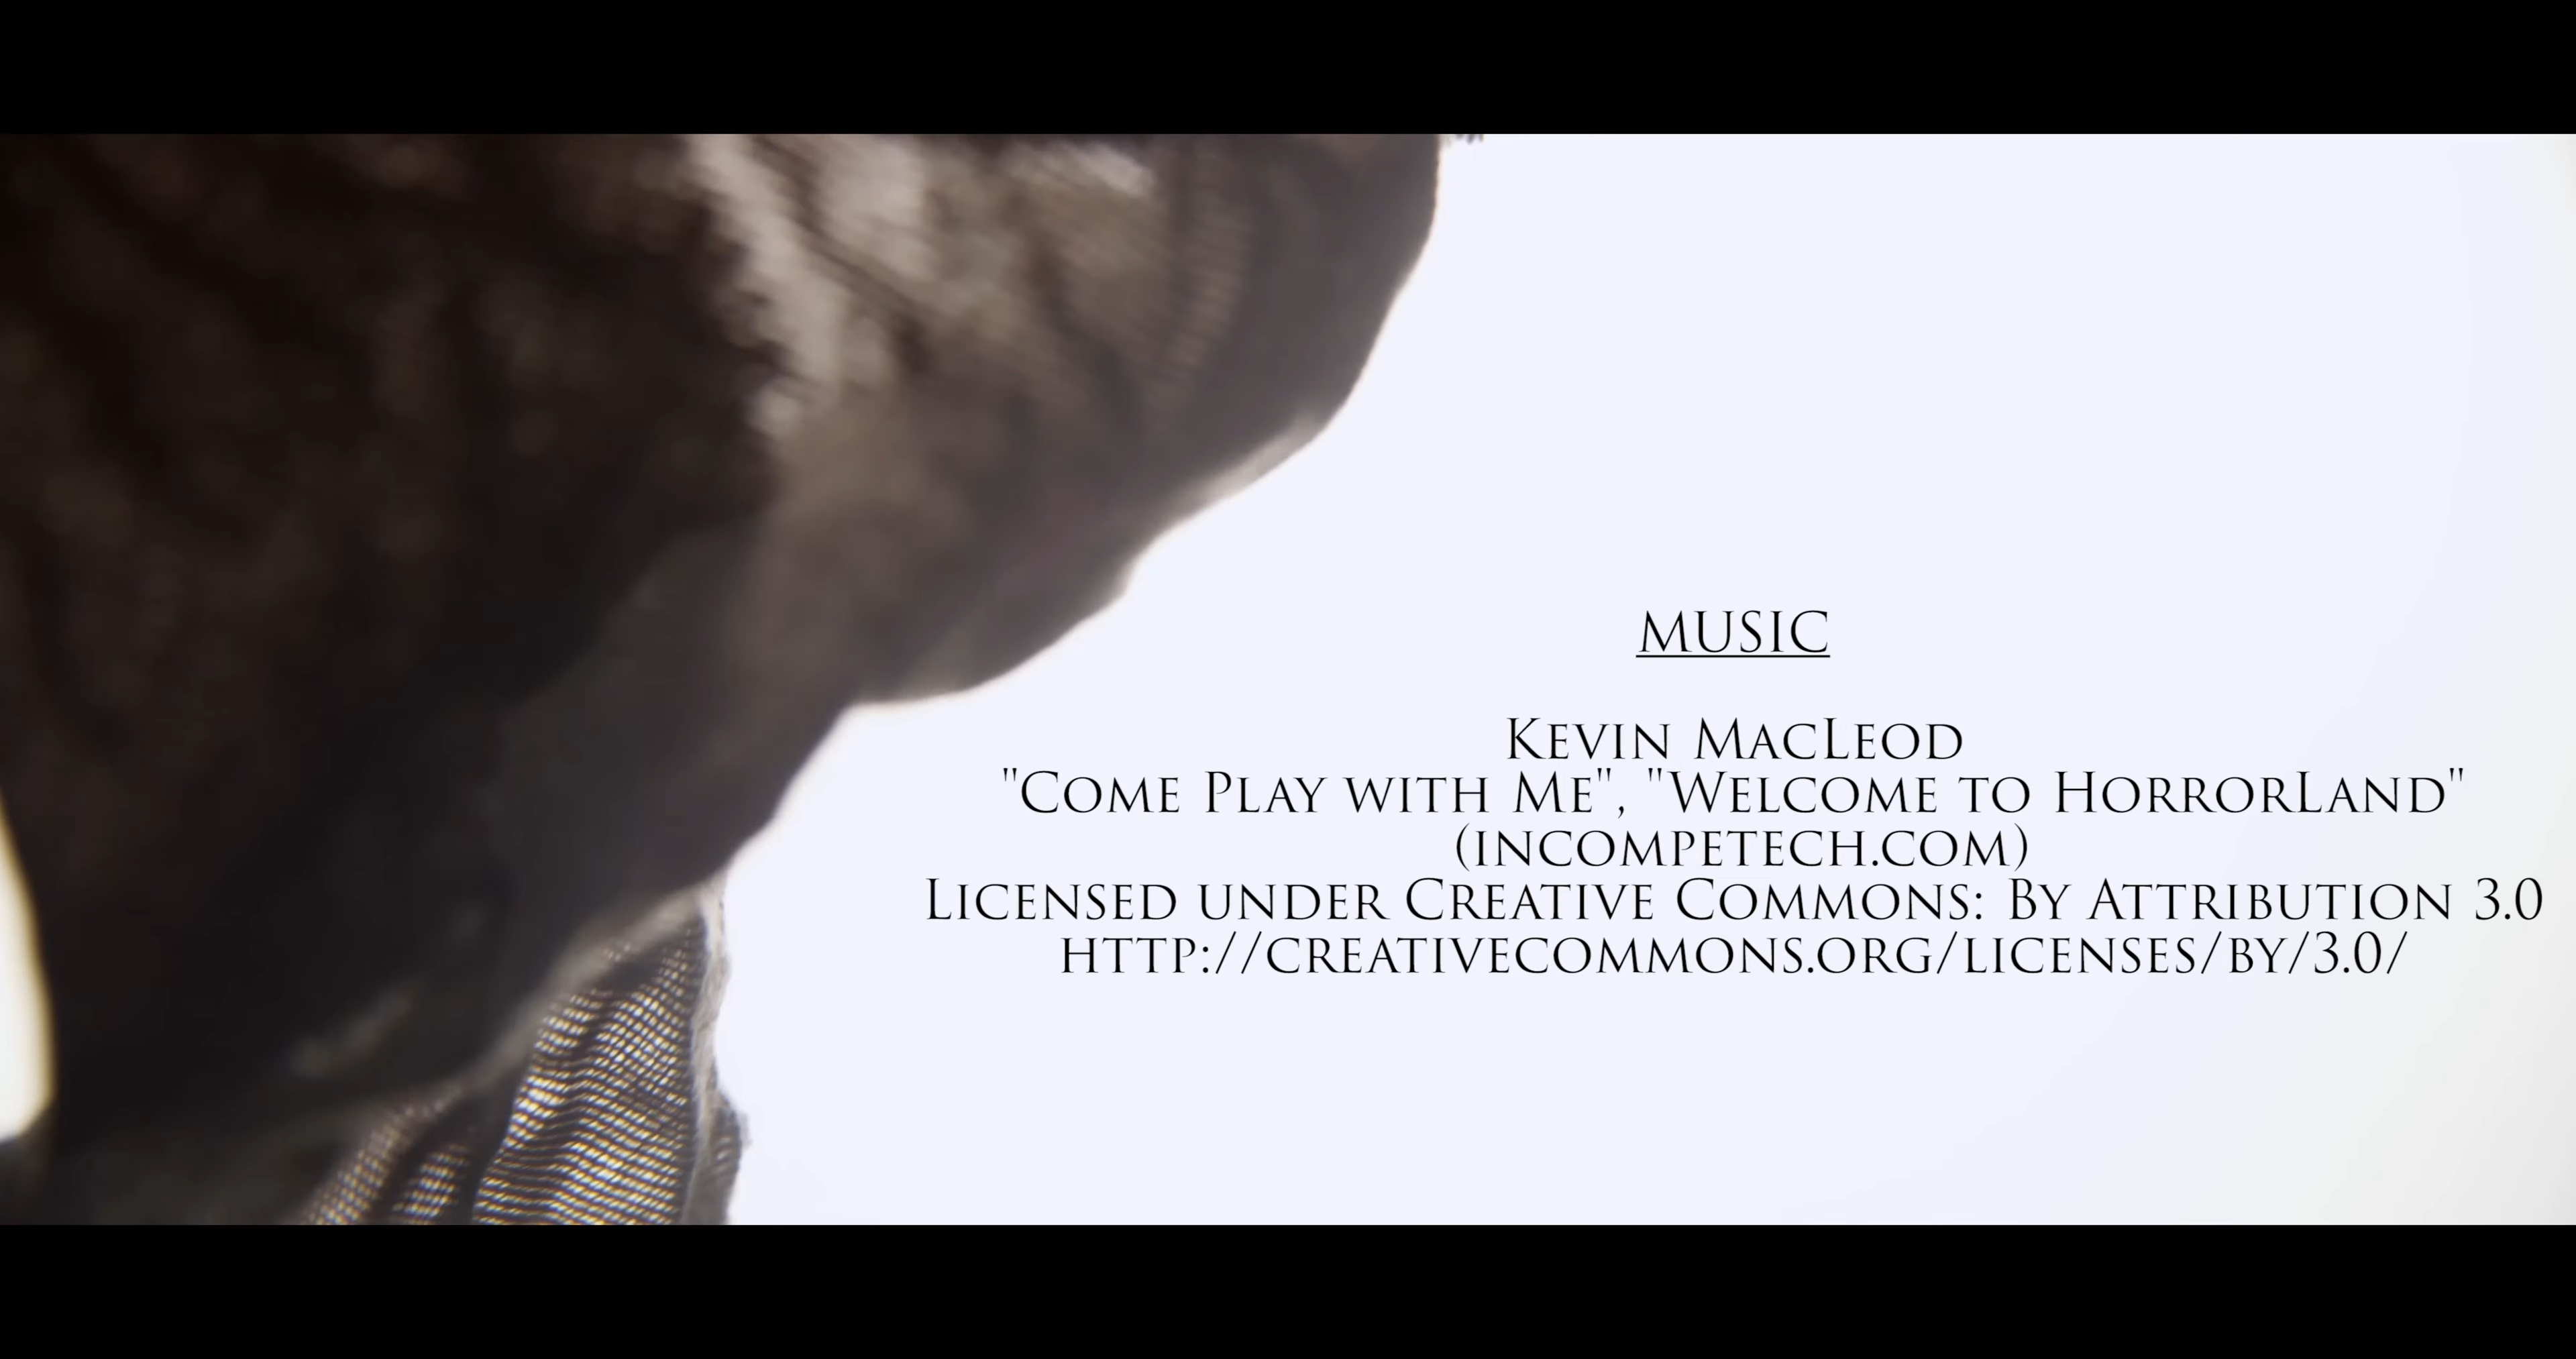 MUSIC
Kevin MacLeod
"Come Play with Me", "Welcome to HorrorLand"
(incompetech.com)
Licensed under Creative Commons: By Attribution 3.0
http://creativecommons.org/licenses/by/3.0/